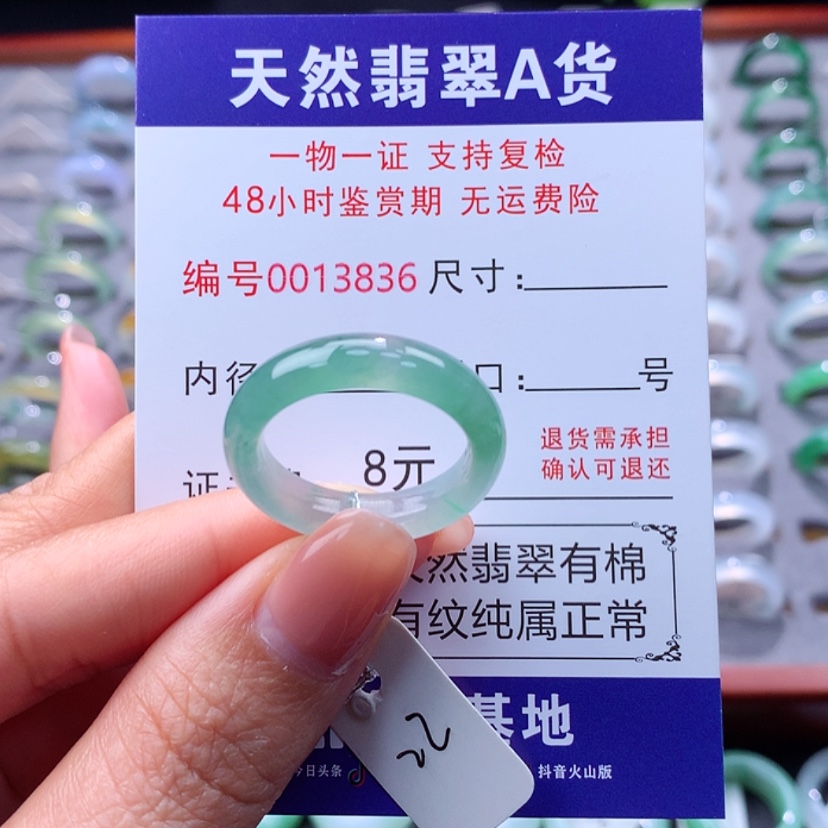 天然翡翠A货
一物一证 支持复检
48小时鉴赏期 无运费险
编号0013836 尺寸:
内径 口: 号
8元
退货需承担
确认可退还
然翡翠有棉
有纹纯属正常
基地
今日头条 抖音火山版
22